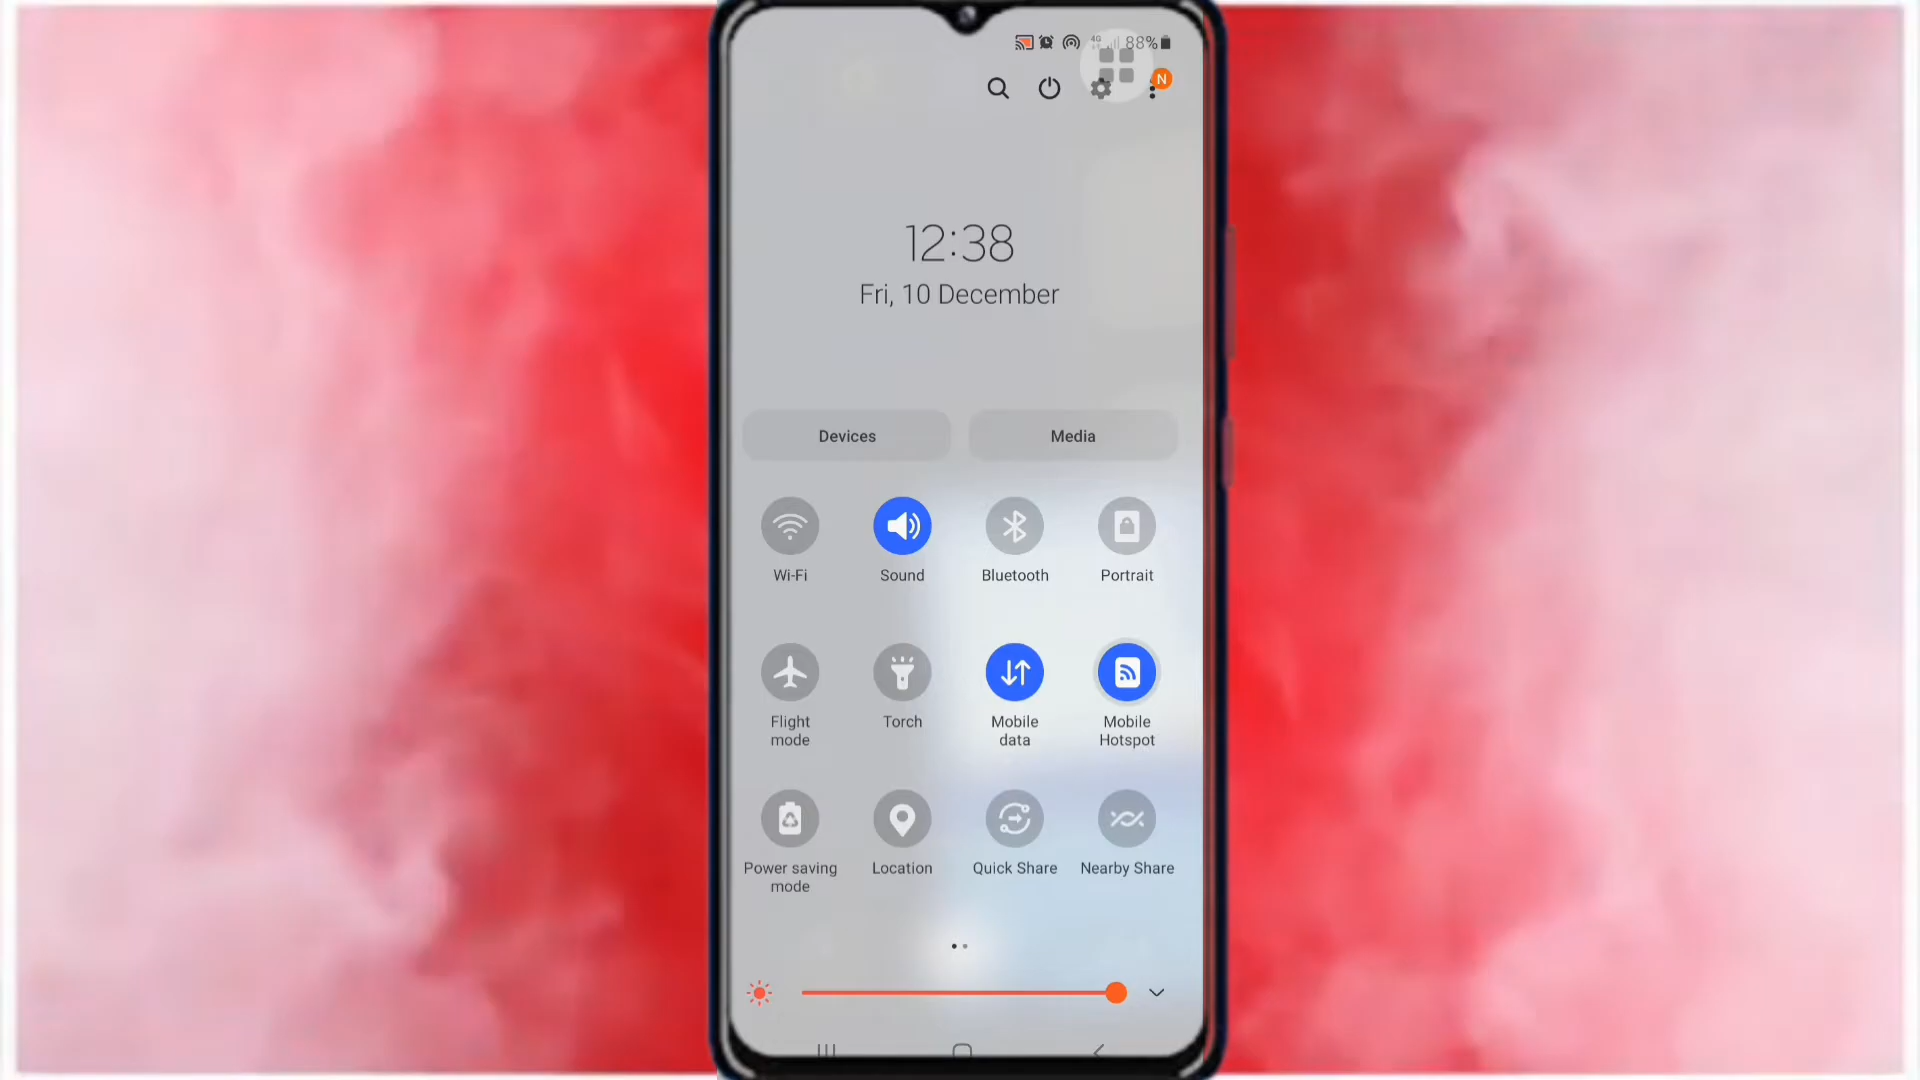 4G 88%
N
12:38
Fri, 10 December
Devices Media
Wi-Fi Sound Bluetooth Portrait
Flight mode Torch Mobile data Mobile Hotspot
Power saving mode Location Quick Share Nearby Share